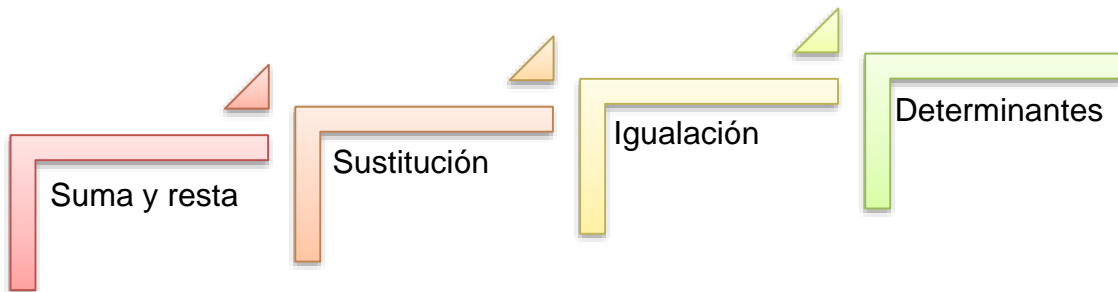 Suma y resta
Sustitución
Igualación
Determinantes